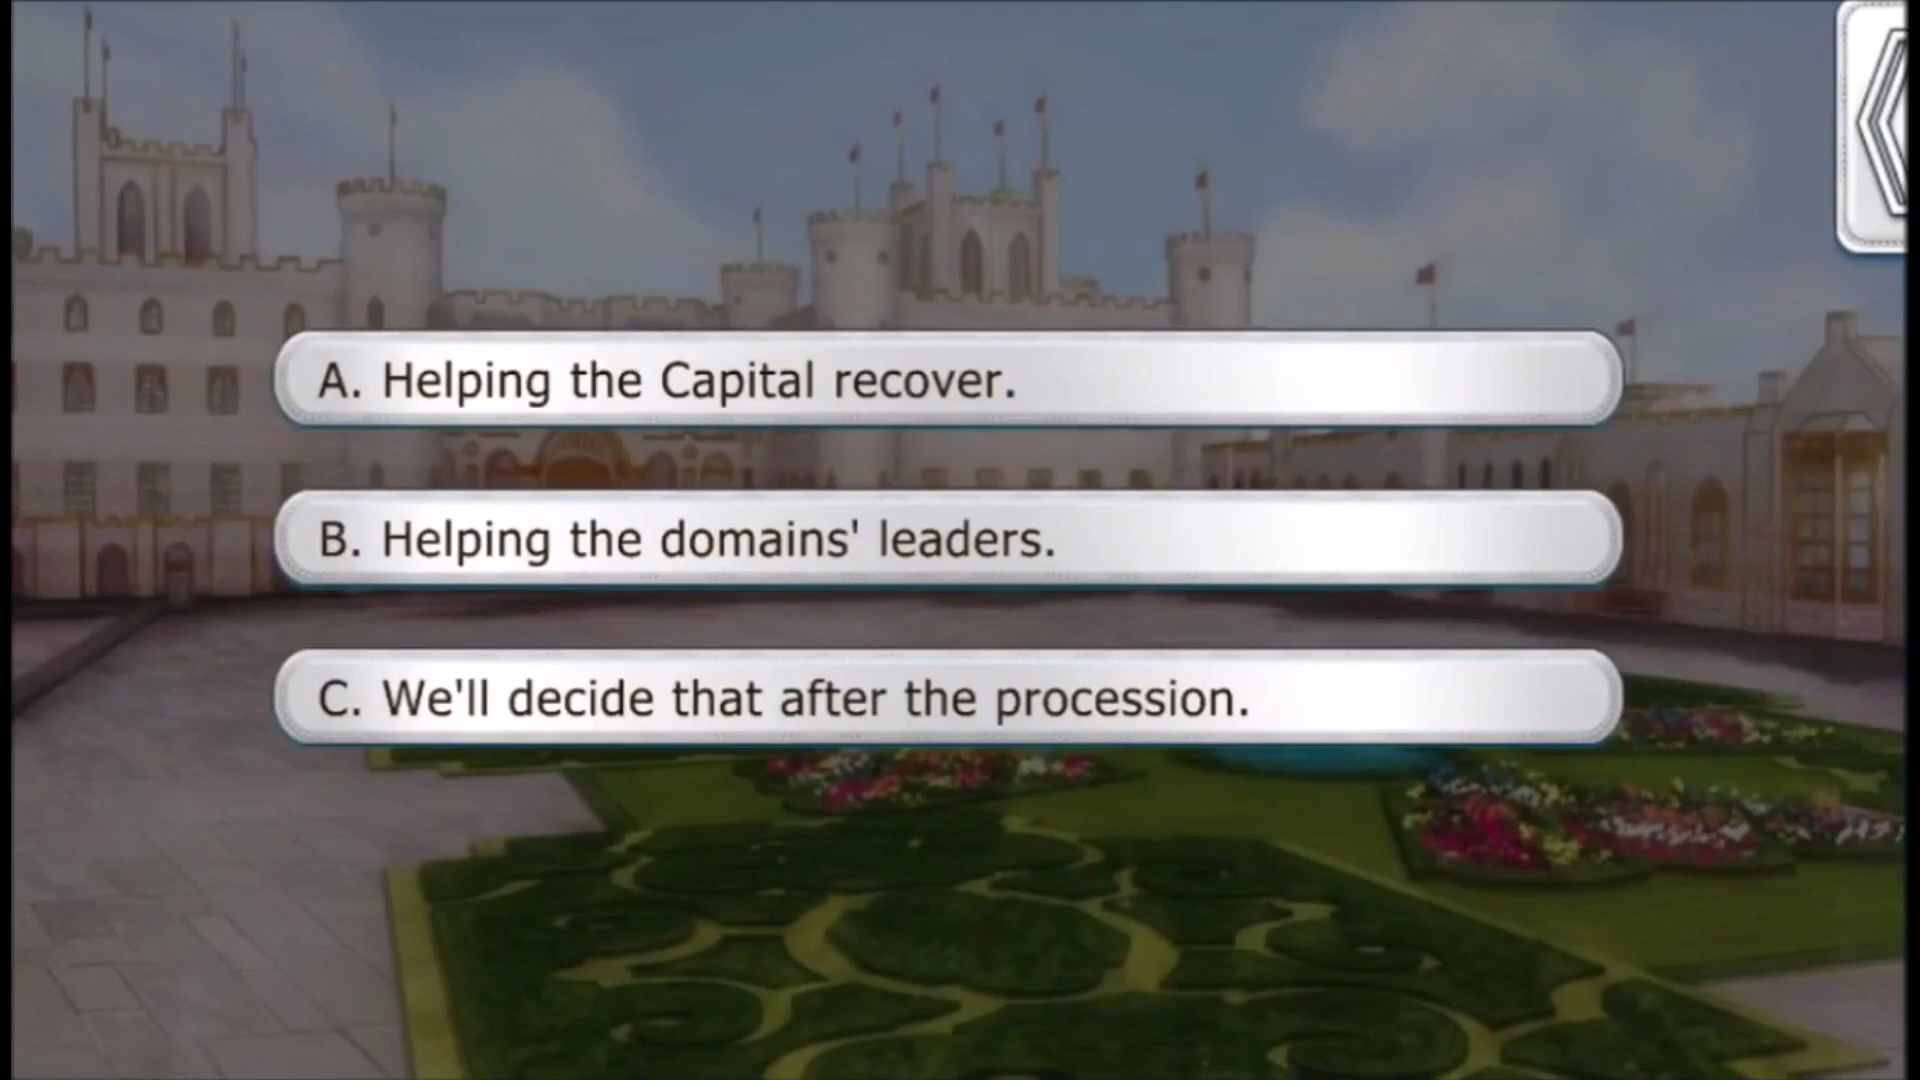 A. Helping the Capital recover.
B. Helping the domains' leaders.
C. We'll decide that after the procession.